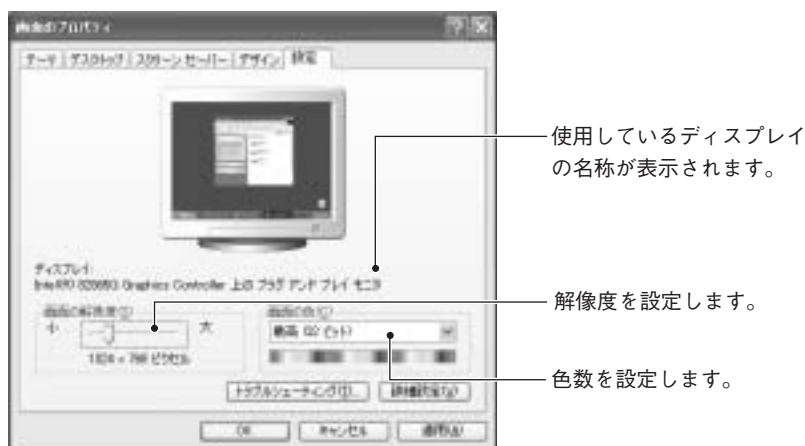 画面のプロパティ
テーマ デスクトップ スクリーン セーバー デザイン 設定
使用しているディスプレイ
の名称が表示されます。
ディスプレイ:
Intel(R) Graphics Controller 上の プラグ アンド プレイ モニタ
画面の解像度(S)
小 大
1024 x 768 ピクセル
解像度を設定します。
画面の色(C)
最高 (32 ビット)
色数を設定します。
トラブルシューティング(T)... 詳細設定(V)
OK キャンセル 適用(A)